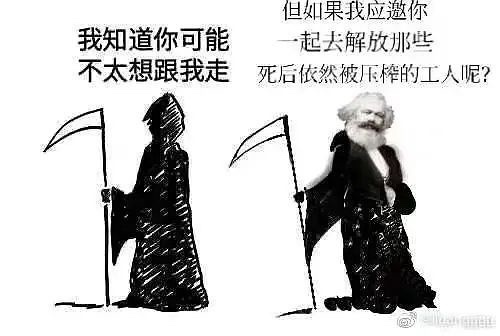 我知道你可能
不太想跟我走
但如果我应邀你
一起去解放那些
死后依然被压榨的工人呢?